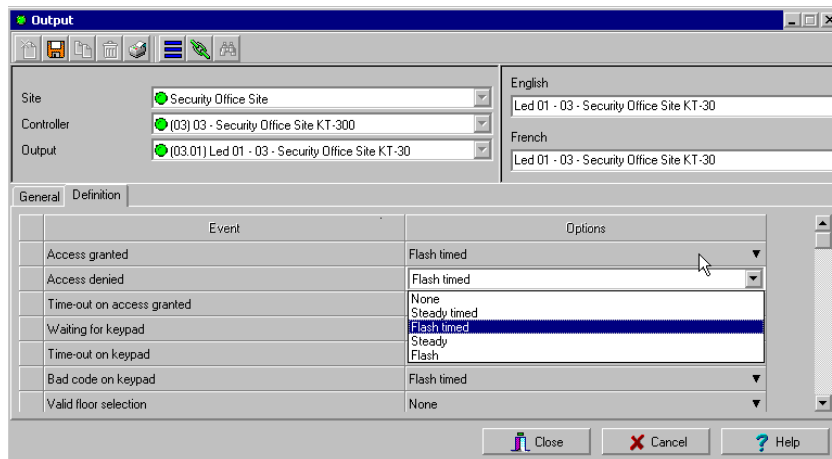 Output
Site
Security Office Site
Controller
(03) 03 - Security Office Site KT-300
Output
(03.01) Led 01 - 03 - Security Office Site KT-30
English
Led 01 - 03 - Security Office Site KT-30
French
Led 01 - 03 - Security Office Site KT-30
General Definition
Event Options
Access granted Flash timed
Access denied Flash timed
None
Steady timed
Flash timed
Steady
Flash
Time-out on access granted
Waiting for keypad
Time-out on keypad
Bad code on keypad Flash timed
Valid floor selection None
Close Cancel ? Help